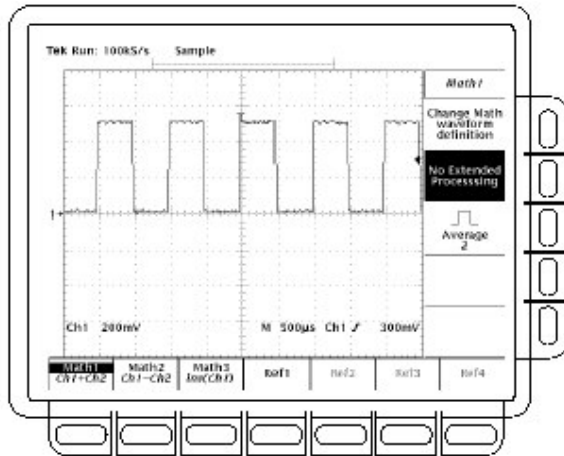 Tek Run: 100kS/s Sample
Math1
Change Math
waveform
definition
No Extended
Processsing
Average
2
1
Ch1 200mV M 500µs Ch1 300mV
Math1 Math2 Math3 Ref1 Ref2 Ref3 Ref4
Ch1+Ch2 Ch1-Ch2 Inv(Ch1)